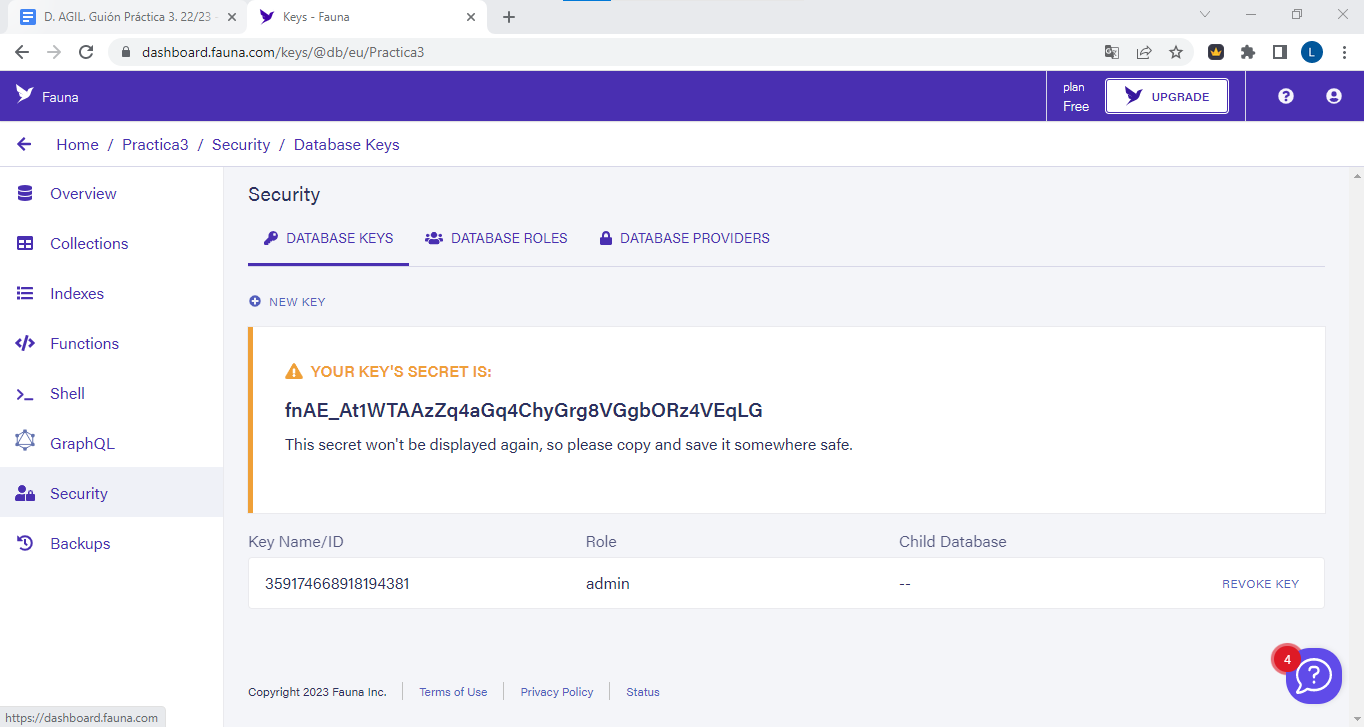 D. AGIL. Guión Práctica 3. 22/23 -
Keys - Fauna
dashboard.fauna.com/keys/@db/eu/Practica3
L
Fauna
plan
Free
UPGRADE
Home / Practica3 / Security / Database Keys
Overview
Collections
Indexes
Functions
Shell
GraphQL
Security
Backups
Security
DATABASE KEYS
DATABASE ROLES
DATABASE PROVIDERS
NEW KEY
YOUR KEY'S SECRET IS:
fnAE_At1WTAAzZq4aGq4ChyGrg8VGgbORz4VEqLG
This secret won't be displayed again, so please copy and save it somewhere safe.
Key Name/ID Role Child Database
359174668918194381 admin -- REVOKE KEY
4
Copyright 2023 Fauna Inc. Terms of Use Privacy Policy Status
https://dashboard.fauna.com